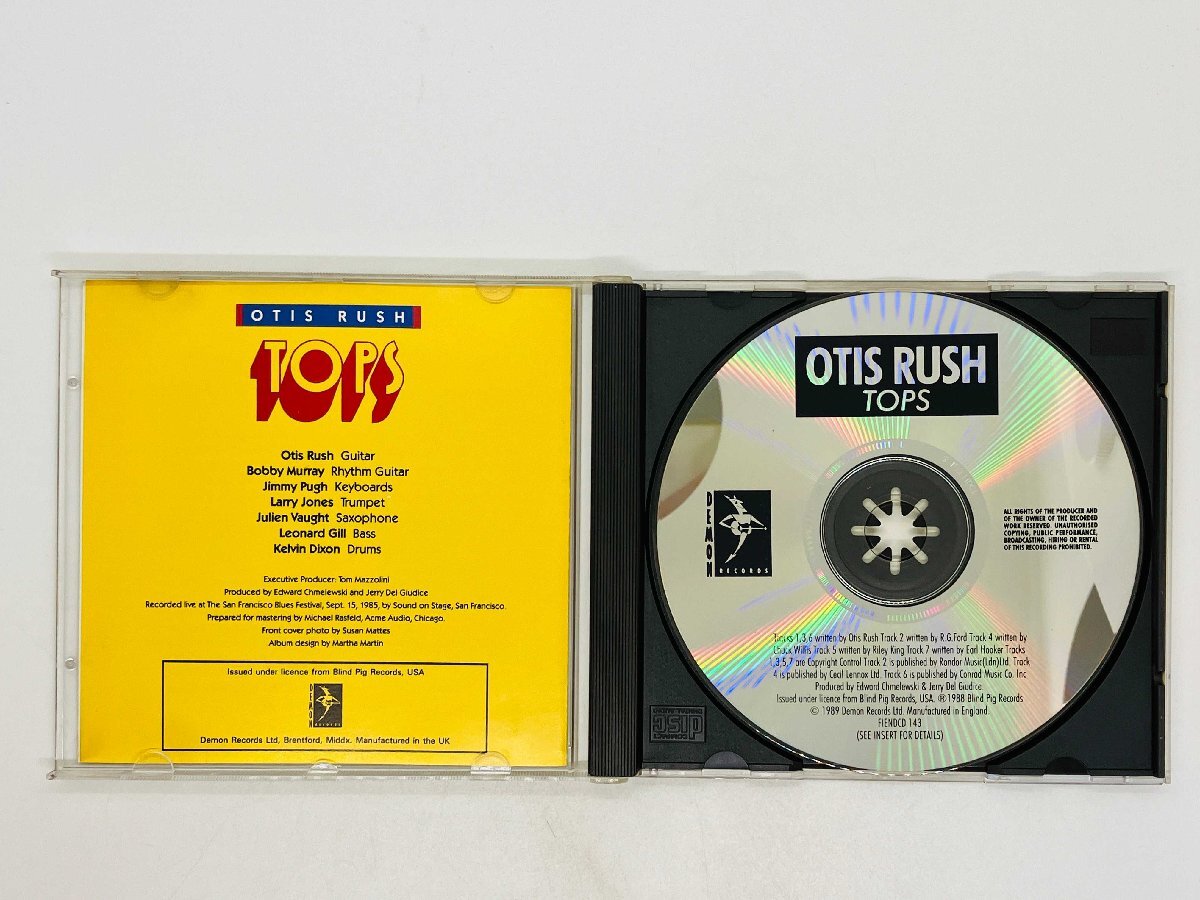 OTIS RUSH
TOPS
Otis Rush Guitar
Bobby Murray Rhythm Guitar
Jimmy Pugh Keyboards
Larry Jones Trumpet
Julien Vaught Saxophone
Leonard Gill Bass
Kelvin Dixon Drums
Executive Producer: Tom Mazzolini
Produced by Edward Chmelewski and Jerry Del Giudice
Recorded live at The San Francisco Blues Festival, Sept. 15, 1985, by Sound on Stage, San Francisco.
Prepared for mastering by Michael Rasfeld, Acme Audio, Chicago.
Front cover photo by Susan Mattes
Album design by Martha Martin
Issued under licence from Blind Pig Records, USA
DEMON
RECORDS
Demon Records Ltd, Brentford, Middx. Manufactured in the UK
OTIS RUSH
TOPS
DEMON
RECORDS
ALL RIGHTS OF THE PRODUCER AND
OF THE OWNER OF THE RECORDED
WORK RESERVED. UNAUTHORISED
COPYING, PUBLIC PERFORMANCE,
BROADCASTING, HIRING OR RENTAL
OF THIS RECORDING PROHIBITED.
Tracks 1,3,6 written by Otis Rush Track 2 written by R.G.Ford Track 4 written by
Chuck Willis Track 5 written by Riley King Track 7 written by Earl Hooker Tracks
1,3,5,7 are Copyright Control Track 2 is published by Rondor Music(Ldn)Ltd. Track
4 is published by Cecil Lennox Ltd. Track 6 is published by Conrad Music Co. Inc
Produced by Edward Chmelewski & Jerry Del Giudice
Issued under licence from Blind Pig Records, USA. ℗ 1988 Blind Pig Records
© 1989 Demon Records Ltd. Manufactured in England.
FIENDCD 143
(SEE INSERT FOR DETAILS)
COMPACT
disc
DIGITAL AUDIO